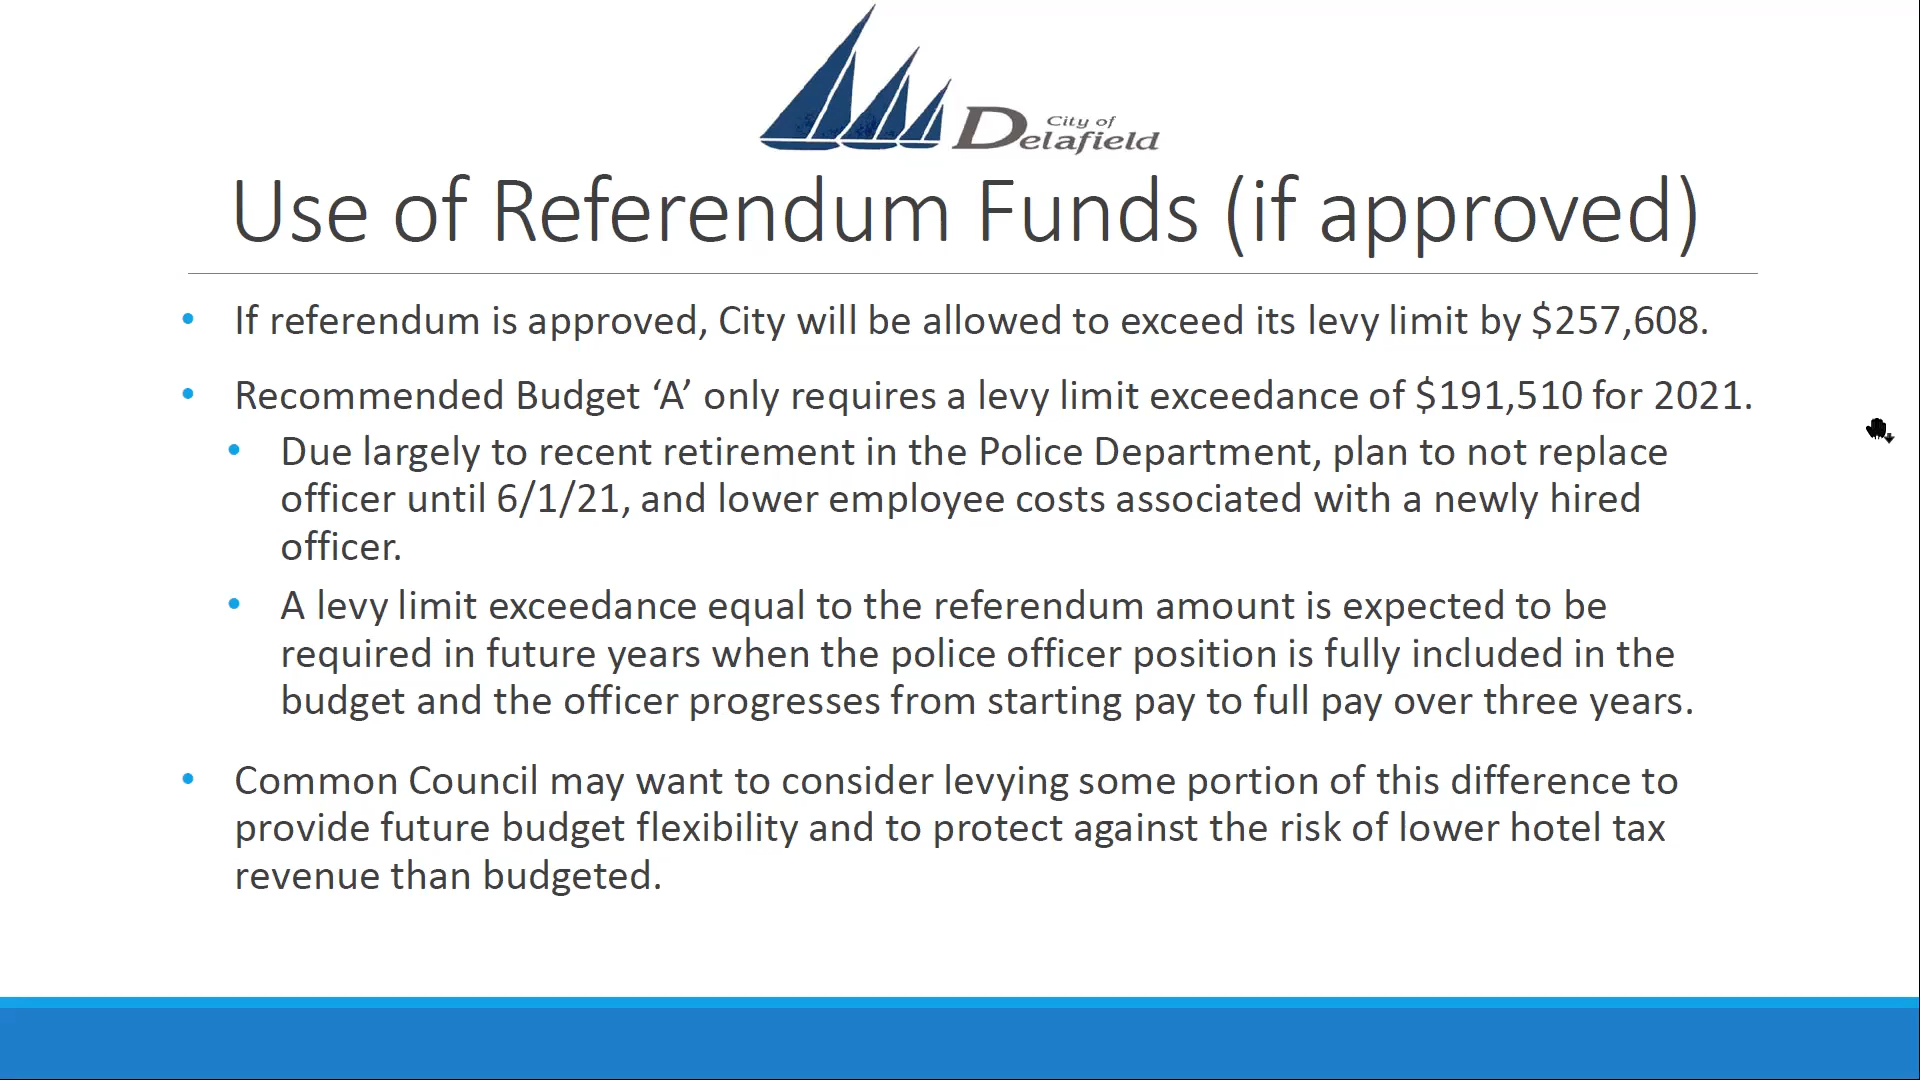 City of
Delafield
Use of Referendum Funds (if approved)
• If referendum is approved, City will be allowed to exceed its levy limit by $257,608.
• Recommended Budget ‘A’ only requires a levy limit exceedance of $191,510 for 2021.
• Due largely to recent retirement in the Police Department, plan to not replace
officer until 6/1/21, and lower employee costs associated with a newly hired
officer.
• A levy limit exceedance equal to the referendum amount is expected to be
required in future years when the police officer position is fully included in the
budget and the officer progresses from starting pay to full pay over three years.
• Common Council may want to consider levying some portion of this difference to
provide future budget flexibility and to protect against the risk of lower hotel tax
revenue than budgeted.